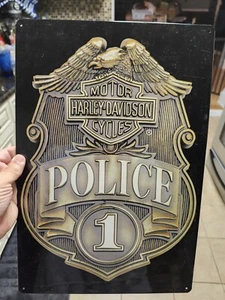 MOTOR
HARLEY-DAVIDSON
CYCLES
®
POLICE
1